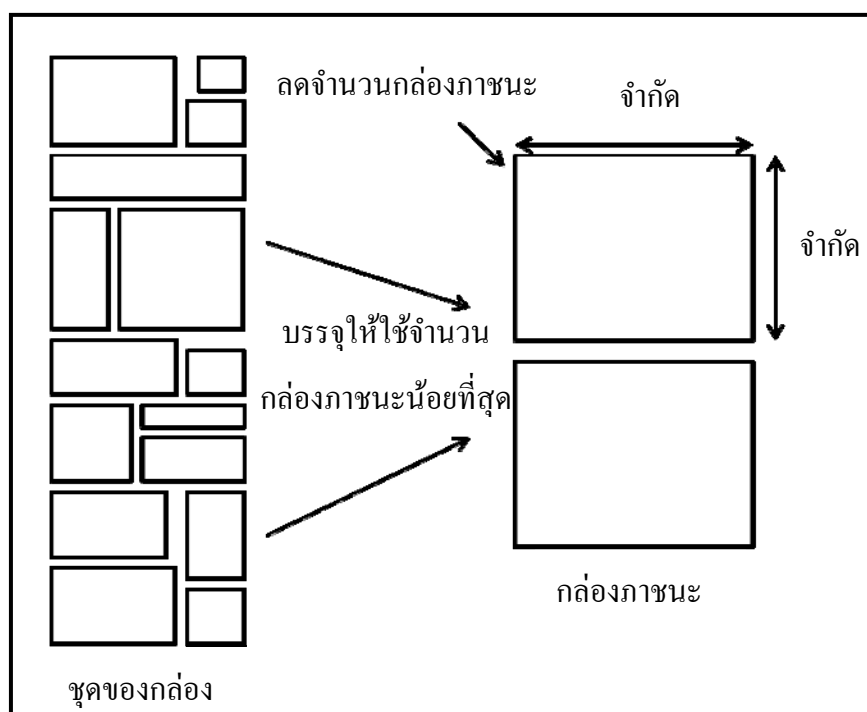 ลดจำนวนกล่องภาชนะ
จำกัด
จำกัด
บรรจุให้ใช้จำนวน
กล่องภาชนะน้อยที่สุด
กล่องภาชนะ
ชุดของกล่อง